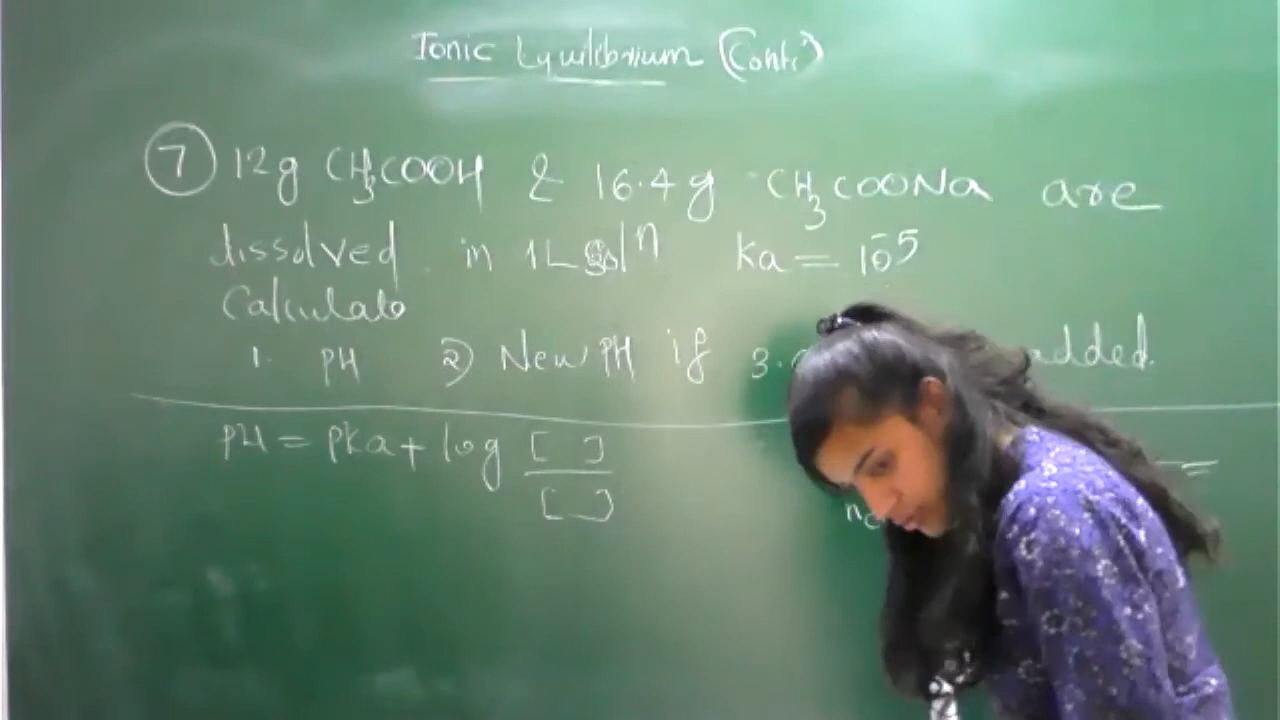 Ionic Equilibrium (Cont.)
⑦ 12g CH₃COOH & 16.4g CH₃COONa are
dissolved in 1L solⁿ ka = 10⁻⁵
Calculate
1. PH 2) New PH if 3. added.
PH = Pka + log [ ]
[ ]
=
n